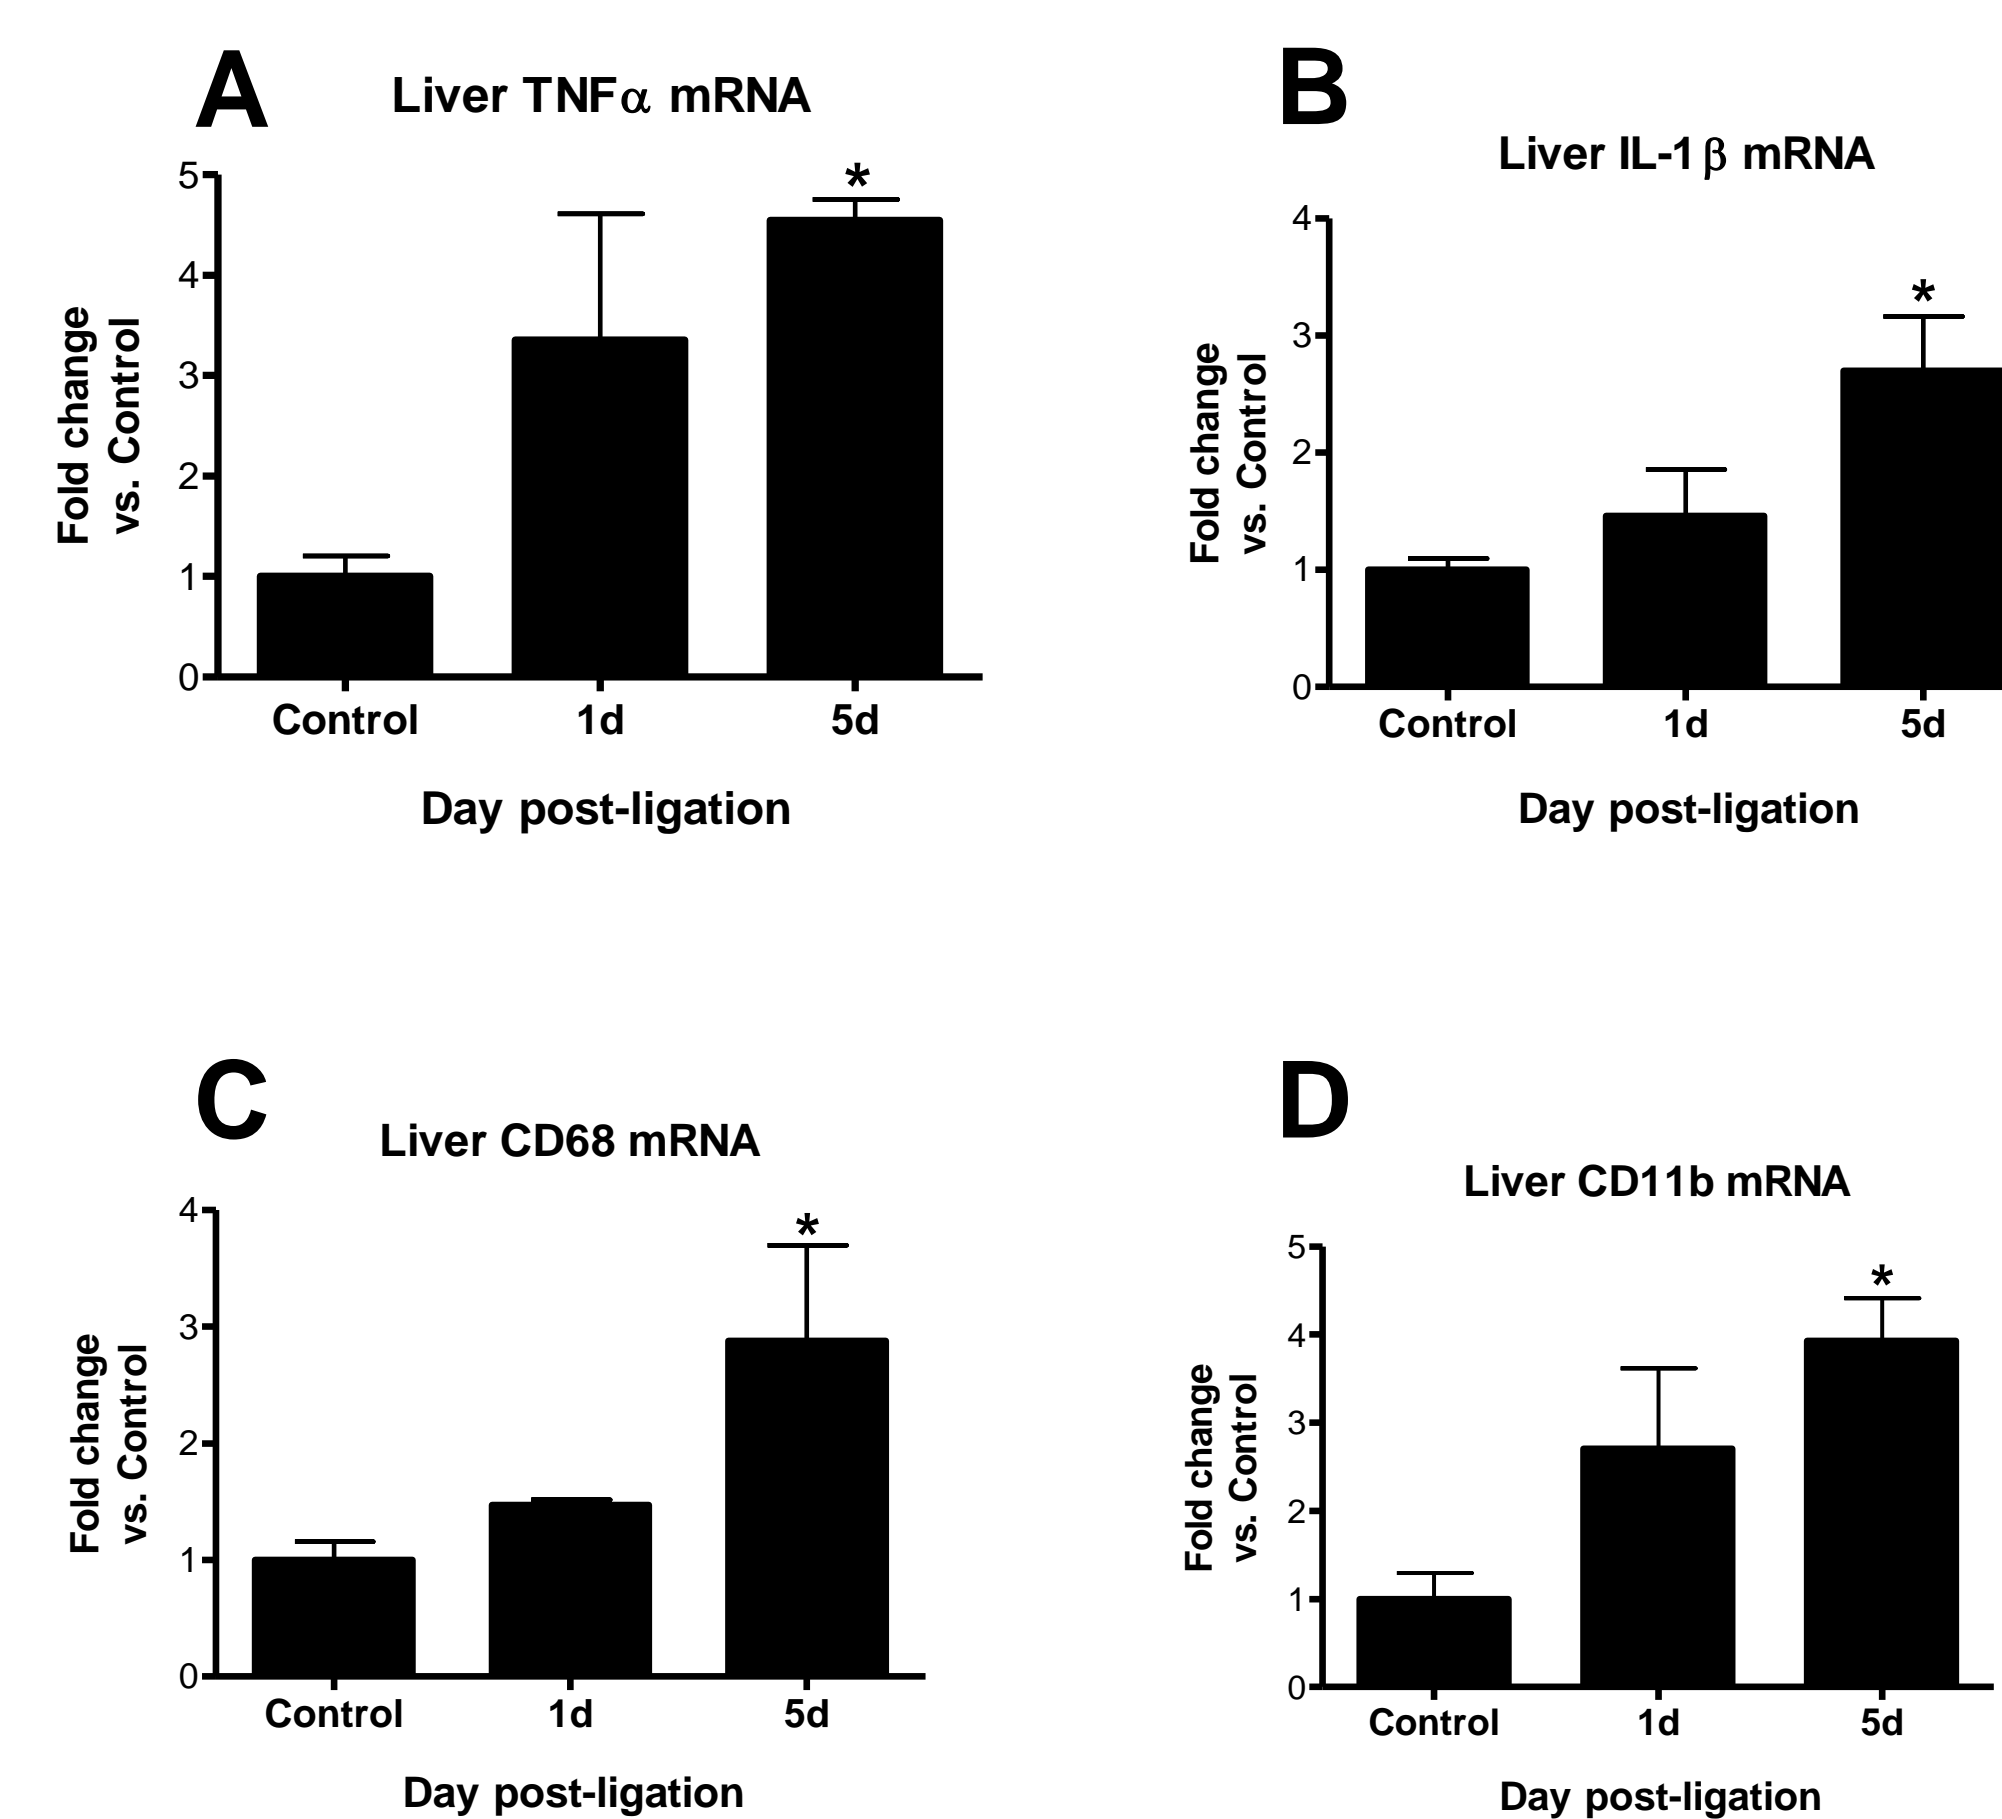 A
Liver TNFα mRNA
5
4
3
2
1
0
Fold change
vs. Control
*
Control 1d 5d
Day post-ligation
B
Liver IL-1β mRNA
4
3
2
1
0
Fold change
vs. Control
*
Control 1d 5d
Day post-ligation
C
Liver CD68 mRNA
4
3
2
1
0
Fold change
vs. Control
*
Control 1d 5d
Day post-ligation
D
Liver CD11b mRNA
5
4
3
2
1
0
Fold change
vs. Control
*
Control 1d 5d
Day post-ligation